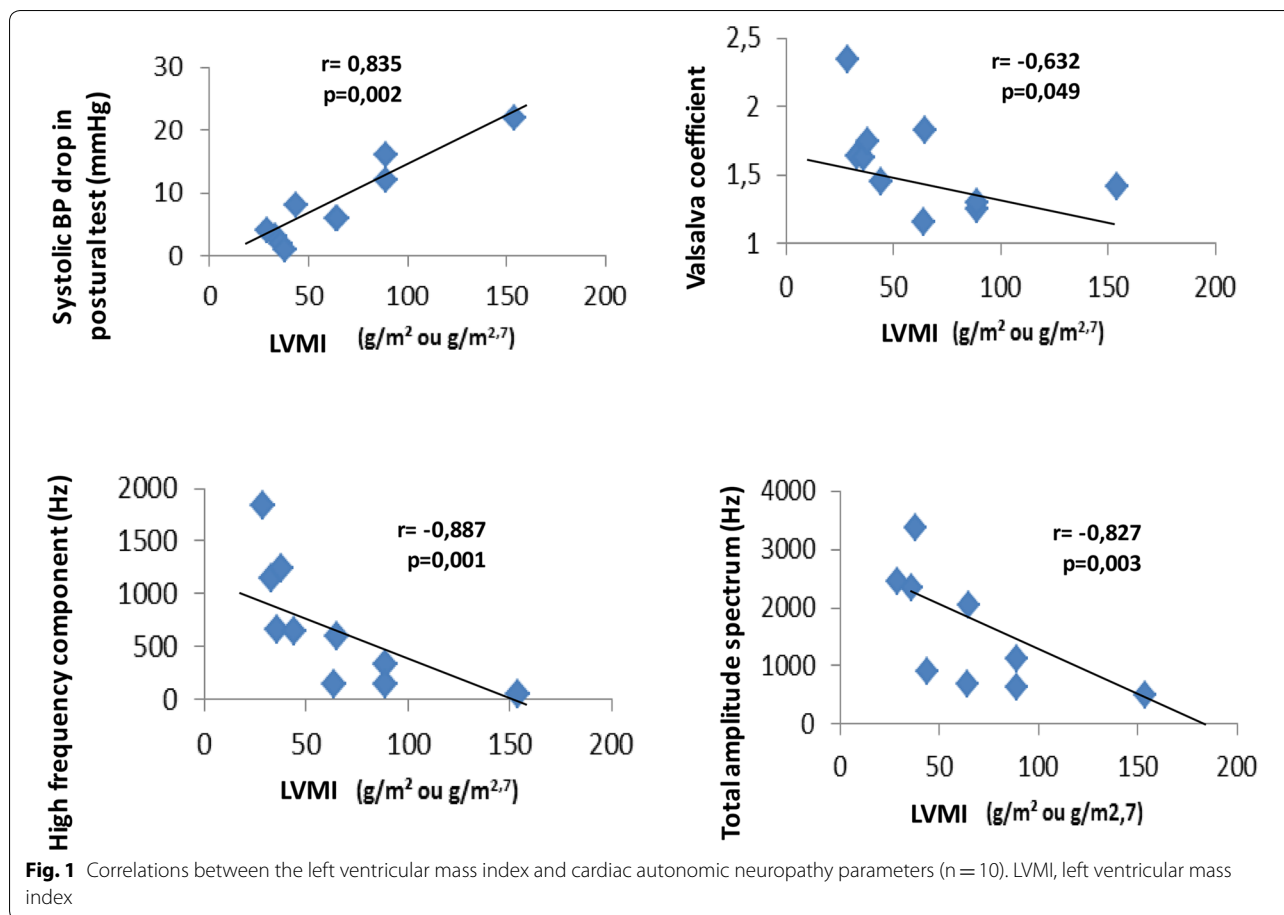 Systolic BP drop in
postural test (mmHg)
30
20
10
0
r= 0,835
p=0,002
0 50 100 150 200
LVMI (g/m² ou g/m²,⁷)
Valsalva coefficient
2,5
2
1,5
1
r= -0,632
p=0,049
0 50 100 150 200
LVMI (g/m² ou g/m²,⁷)
High frequency component (Hz)
2000
1500
1000
500
0
r= -0,887
p=0,001
0 50 100 150 200
LVMI (g/m² ou g/m²,⁷)
Total amplitude spectrum (Hz)
4000
3000
2000
1000
0
r= -0,827
p=0,003
0 50 100 150 200
LVMI (g/m² ou g/m2,7)
Fig. 1 Correlations between the left ventricular mass index and cardiac autonomic neuropathy parameters (n = 10). LVMI, left ventricular mass
index